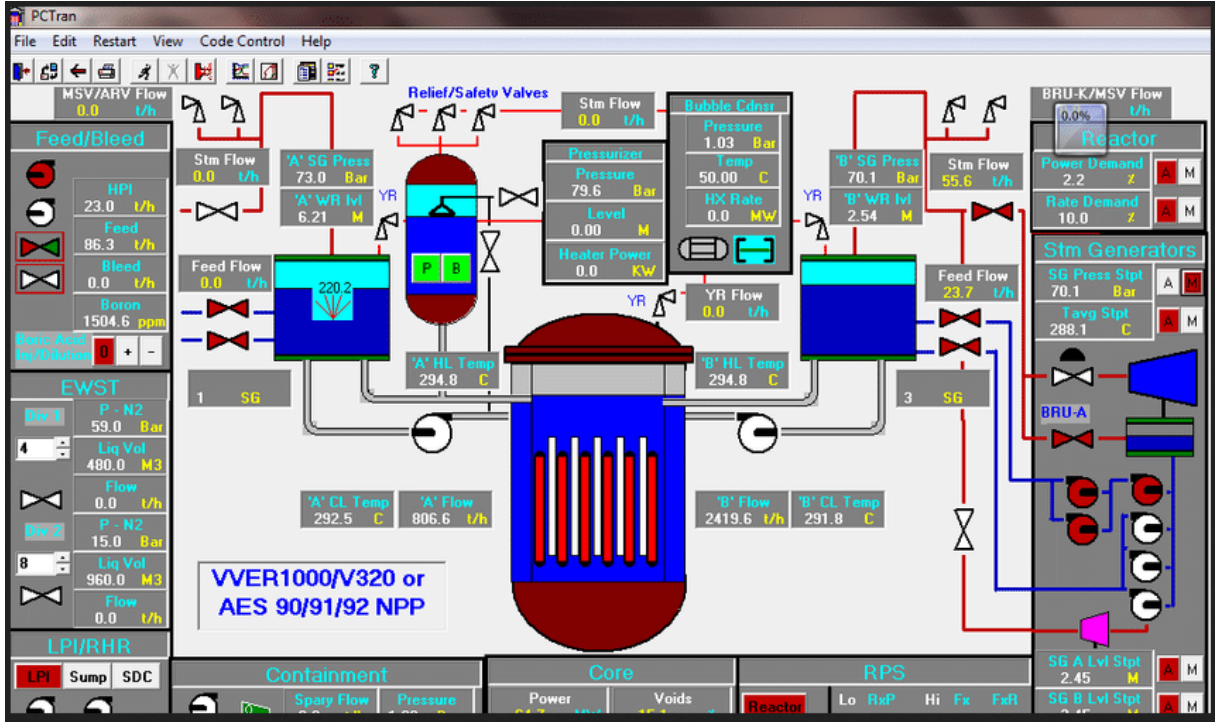 PCTran
File Edit Restart View Code Control Help
MSV/ARV Flow
0.0 t/h
Relief/Safety Valves
Stm Flow
0.0 t/h
BRU-K/MSV Flow
0.0% t/h
Feed/Bleed
HPI
23.0 t/h
Feed
86.3 t/h
Bleed
0.0 t/h
Boron
1504.6 ppm
Boric Acid
Inj/Dilution 0 + -
Stm Flow
0.0 t/h
'A' SG Press
73.0 Bar
'A' WR lvl
6.21 M
YR
Pressurizer
Pressure
79.6 Bar
Level
0.00 M
Heater Power
0.0 KW
Bubble Cdnsr
Pressure
1.03 Bar
Temp
50.00 C
HX Rate
0.0 MW
'B' SG Press
70.1 Bar
'B' WR lvl
2.54 M
YR
Stm Flow
55.6 t/h
Reactor
Power Demand
2.2 % A M
Rate Demand
10.0 % A M
Stm Generators
SG Press Stpt
70.1 Bar A M
Tavg Stpt
288.1 C A M
Feed Flow
0.0 t/h
220.2
P B
YR
YR Flow
0.0 t/h
Feed Flow
23.7 t/h
'A' HL Temp
294.8 C
'B' HL Temp
294.8 C
1 SG
3 SG
BRU-A
EWST
Div 1
P - N2
59.0 Bar
4
Liq Vol
480.0 M3
Flow
0.0 t/h
Div 2
P - N2
15.0 Bar
8
Liq Vol
960.0 M3
Flow
0.0 t/h
'A' CL Temp
292.5 C
'A' Flow
806.6 t/h
'B' Flow
2419.6 t/h
'B' CL Temp
291.8 C
VVER1000/V320 or
AES 90/91/92 NPP
LPI/RHR
LPI Sump SDC
Containment
Spary Flow Pressure
Core
Power Voids
RPS
Reactor Lo RxP Hi Fx FxR
SG A Lvl Stpt
2.45 M A M
SG B Lvl Stpt
A M